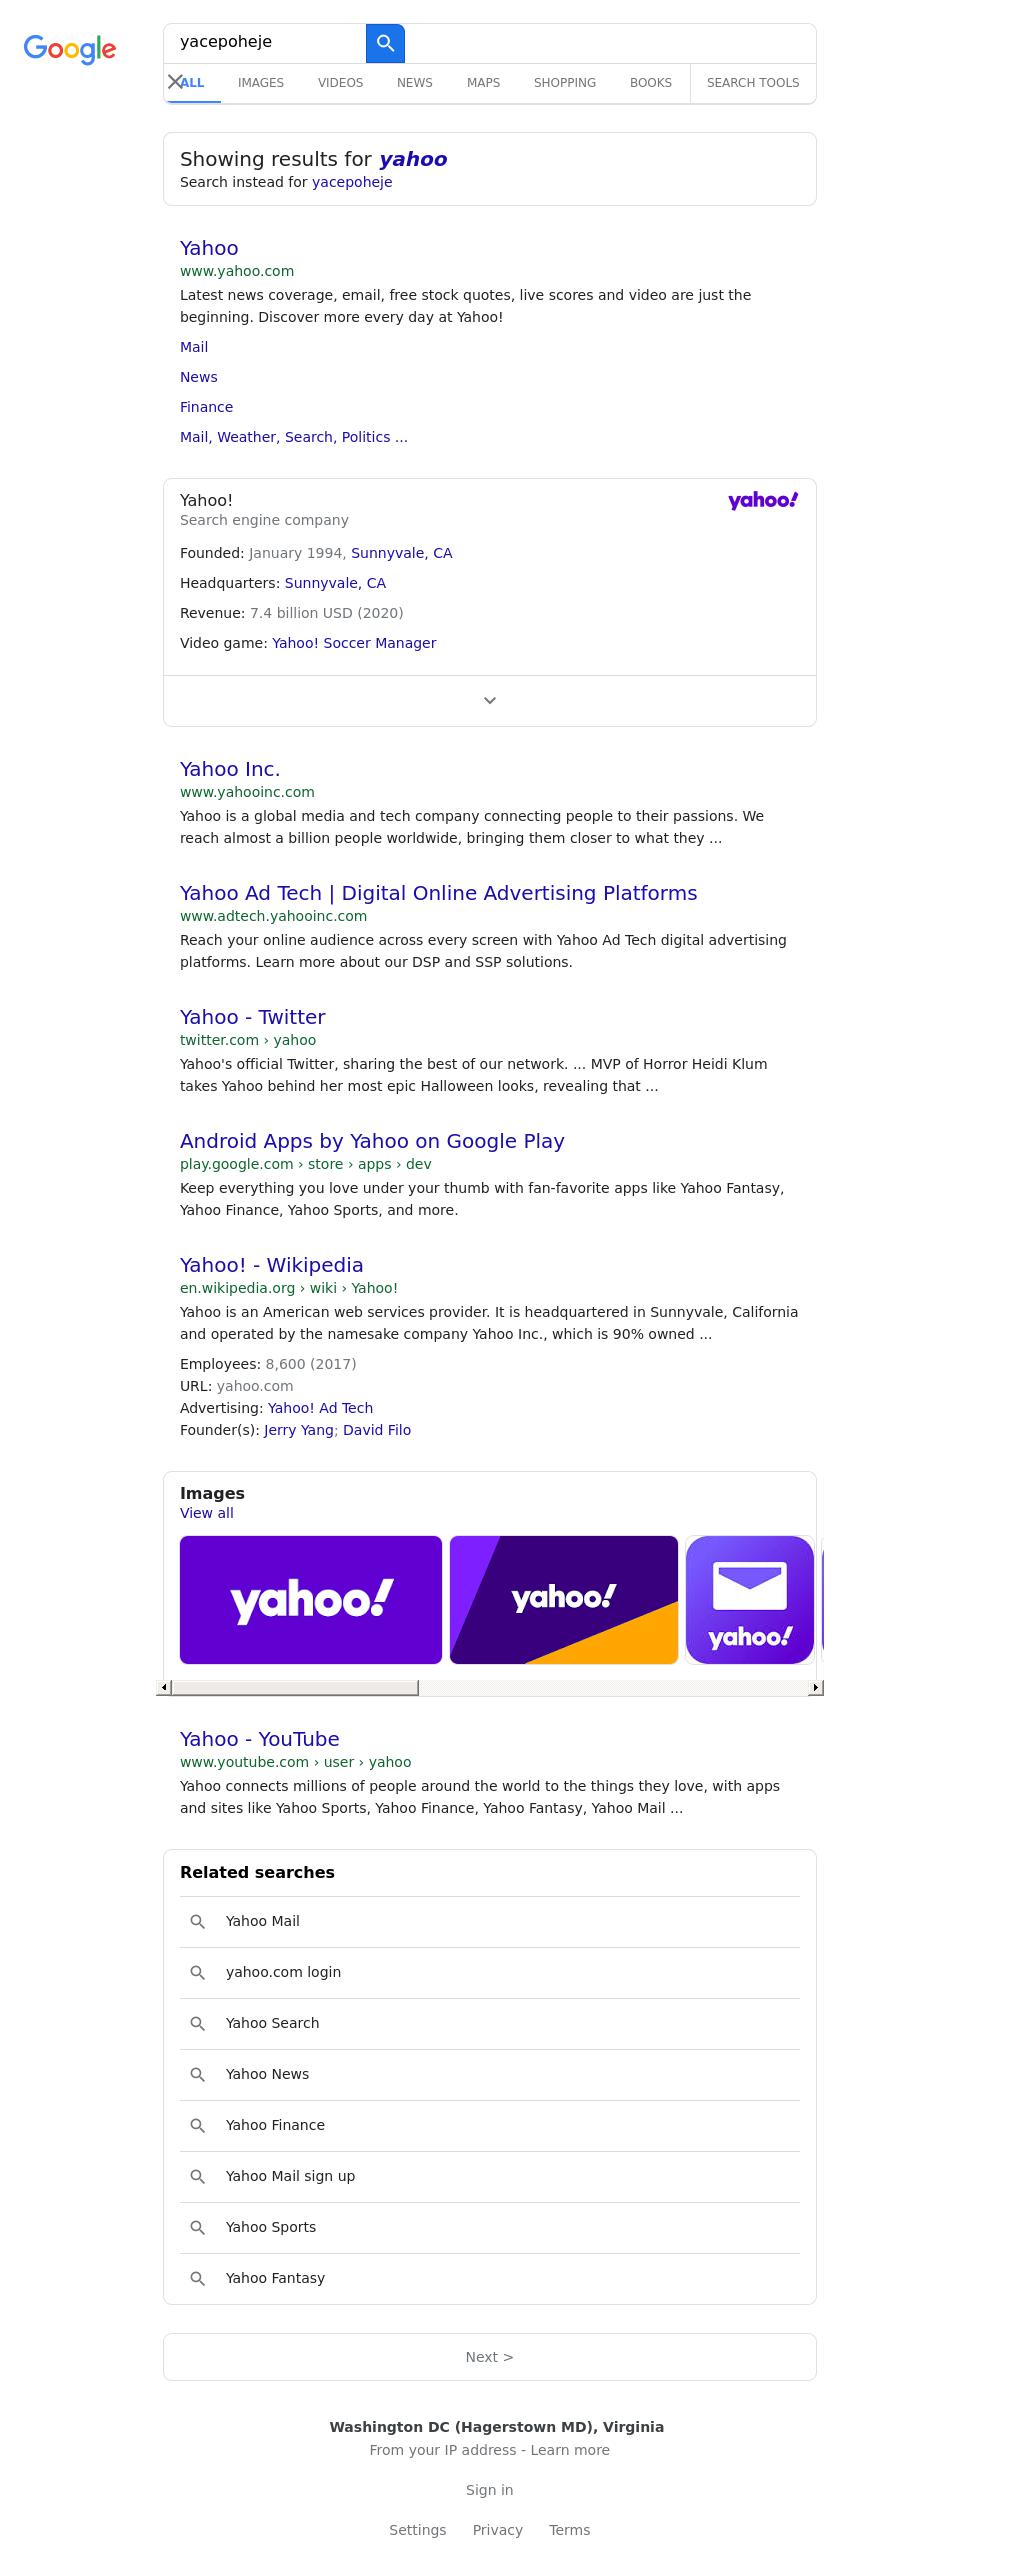 Google
yacepoheje
ALL IMAGES VIDEOS NEWS MAPS SHOPPING BOOKS SEARCH TOOLS
Showing results for yahoo
Search instead for yacepoheje
Yahoo
www.yahoo.com
Latest news coverage, email, free stock quotes, live scores and video are just the
beginning. Discover more every day at Yahoo!
Mail
News
Finance
Mail, Weather, Search, Politics ...
Yahoo!
yahoo!
Search engine company
Founded: January 1994, Sunnyvale, CA
Headquarters: Sunnyvale, CA
Revenue: 7.4 billion USD (2020)
Video game: Yahoo! Soccer Manager
Yahoo Inc.
www.yahooinc.com
Yahoo is a global media and tech company connecting people to their passions. We
reach almost a billion people worldwide, bringing them closer to what they ...
Yahoo Ad Tech | Digital Online Advertising Platforms
www.adtech.yahooinc.com
Reach your online audience across every screen with Yahoo Ad Tech digital advertising
platforms. Learn more about our DSP and SSP solutions.
Yahoo - Twitter
twitter.com › yahoo
Yahoo's official Twitter, sharing the best of our network. ... MVP of Horror Heidi Klum
takes Yahoo behind her most epic Halloween looks, revealing that ...
Android Apps by Yahoo on Google Play
play.google.com › store › apps › dev
Keep everything you love under your thumb with fan-favorite apps like Yahoo Fantasy,
Yahoo Finance, Yahoo Sports, and more.
Yahoo! - Wikipedia
en.wikipedia.org › wiki › Yahoo!
Yahoo is an American web services provider. It is headquartered in Sunnyvale, California
and operated by the namesake company Yahoo Inc., which is 90% owned ...
Employees: 8,600 (2017)
URL: yahoo.com
Advertising: Yahoo! Ad Tech
Founder(s): Jerry Yang; David Filo
Images
View all
yahoo! yahoo! yahoo!
Yahoo - YouTube
www.youtube.com › user › yahoo
Yahoo connects millions of people around the world to the things they love, with apps
and sites like Yahoo Sports, Yahoo Finance, Yahoo Fantasy, Yahoo Mail ...
Related searches
Yahoo Mail
yahoo.com login
Yahoo Search
Yahoo News
Yahoo Finance
Yahoo Mail sign up
Yahoo Sports
Yahoo Fantasy
Next >
Washington DC (Hagerstown MD), Virginia
From your IP address - Learn more
Sign in
Settings Privacy Terms